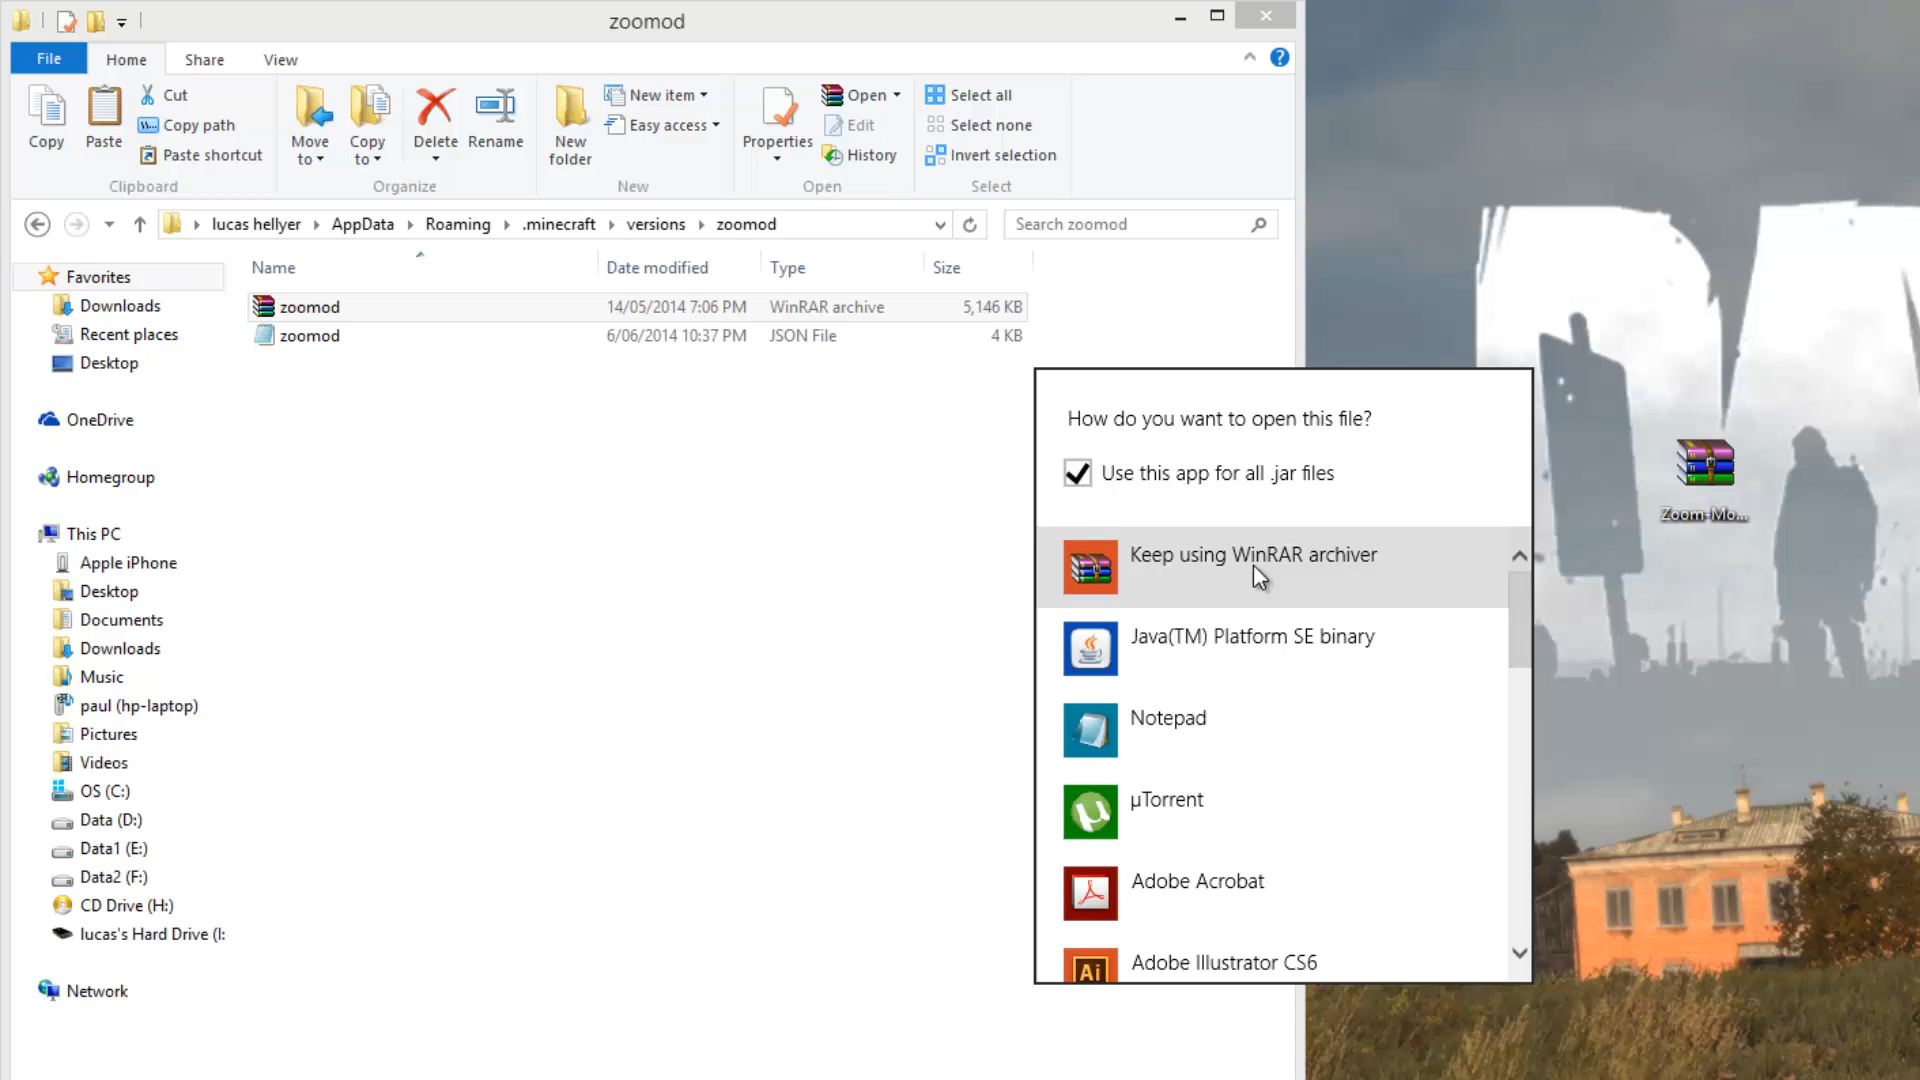 zoomod
File
Home
Share
View
Copy
Paste
Cut
Copy path
Paste shortcut
Clipboard
Move to
Copy to
Delete
Rename
Organize
New folder
New item
Easy access
New
Properties
Open
Edit
History
Open
Select all
Select none
Invert selection
Select
lucas hellyer
AppData
Roaming
.minecraft
versions
zoomod
Search zoomod
Name
Date modified
Type
Size
zoomod 14/05/2014 7:06 PM WinRAR archive 5,146 KB
zoomod 6/06/2014 10:37 PM JSON File 4 KB
Favorites
Downloads
Recent places
Desktop
OneDrive
Homegroup
This PC
Apple iPhone
Desktop
Documents
Downloads
Music
paul (hp-laptop)
Pictures
Videos
OS (C:)
Data (D:)
Data1 (E:)
Data2 (F:)
CD Drive (H:)
lucas's Hard Drive (I:
Network
How do you want to open this file?
Use this app for all .jar files
Keep using WinRAR archiver
Java(TM) Platform SE binary
Notepad
µTorrent
Adobe Acrobat
Ai
Adobe Illustrator CS6
Zoom-Mo...